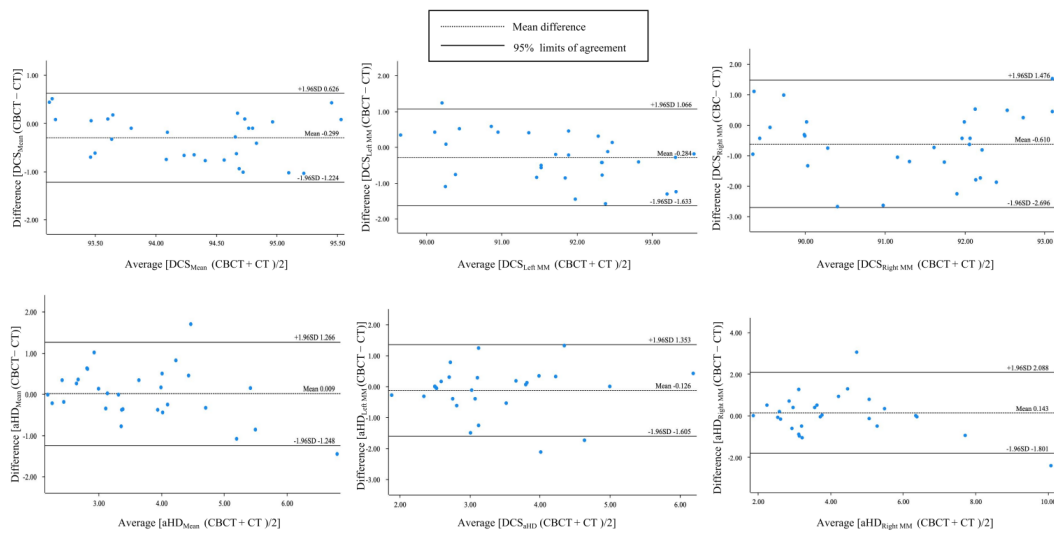 Mean difference
95% limits of agreement
Difference [DCSMean (CBCT − CT)]
1.00
0.00
-1.00
-2.00
+1.96SD 0.626
Mean -0.299
-1.96SD -1.224
93.50
94.00
94.50
95.00
95.50
Average [DCSMean (CBCT + CT )/2]
Difference [DCSLeft MM (CBCT − CT)]
2.00
1.00
0.00
-1.00
-2.00
+1.96SD 1.066
Mean -0.284
-1.96SD -1.633
90.00
91.00
92.00
93.00
Average [DCSLeft MM (CBCT + CT )/2]
Difference [DCSRight MM (CBC − CT)]
2.00
1.00
0.00
-1.00
-2.00
-3.00
+1.96SD 1.476
Mean -0.610
-1.96SD -2.696
90.00
91.00
92.00
93.00
Average [DCSRight MM (CBCT + CT )/2]
Difference [aHDMean (CBCT − CT)]
2.00
1.00
0.00
-1.00
-2.00
+1.96SD 1.266
Mean 0.009
-1.96SD -1.248
3.00
4.00
5.00
6.00
Average [aHDMean (CBCT + CT )/2]
Difference [aHDLeft MM (CBCT − CT)]
2.00
1.00
0.00
-1.00
-2.00
-3.00
+1.96SD 1.353
Mean -0.126
-1.96SD -1.605
2.00
3.00
4.00
5.00
6.00
Average [DCSaHD (CBCT + CT )/2]
Difference [aHDRight MM (CBCT − CT)]
4.00
2.00
0.00
-2.00
+1.96SD 2.088
Mean 0.143
-1.96SD -1.801
2.00
4.00
6.00
8.00
10.00
Average [aHDRight MM (CBCT + CT )/2]